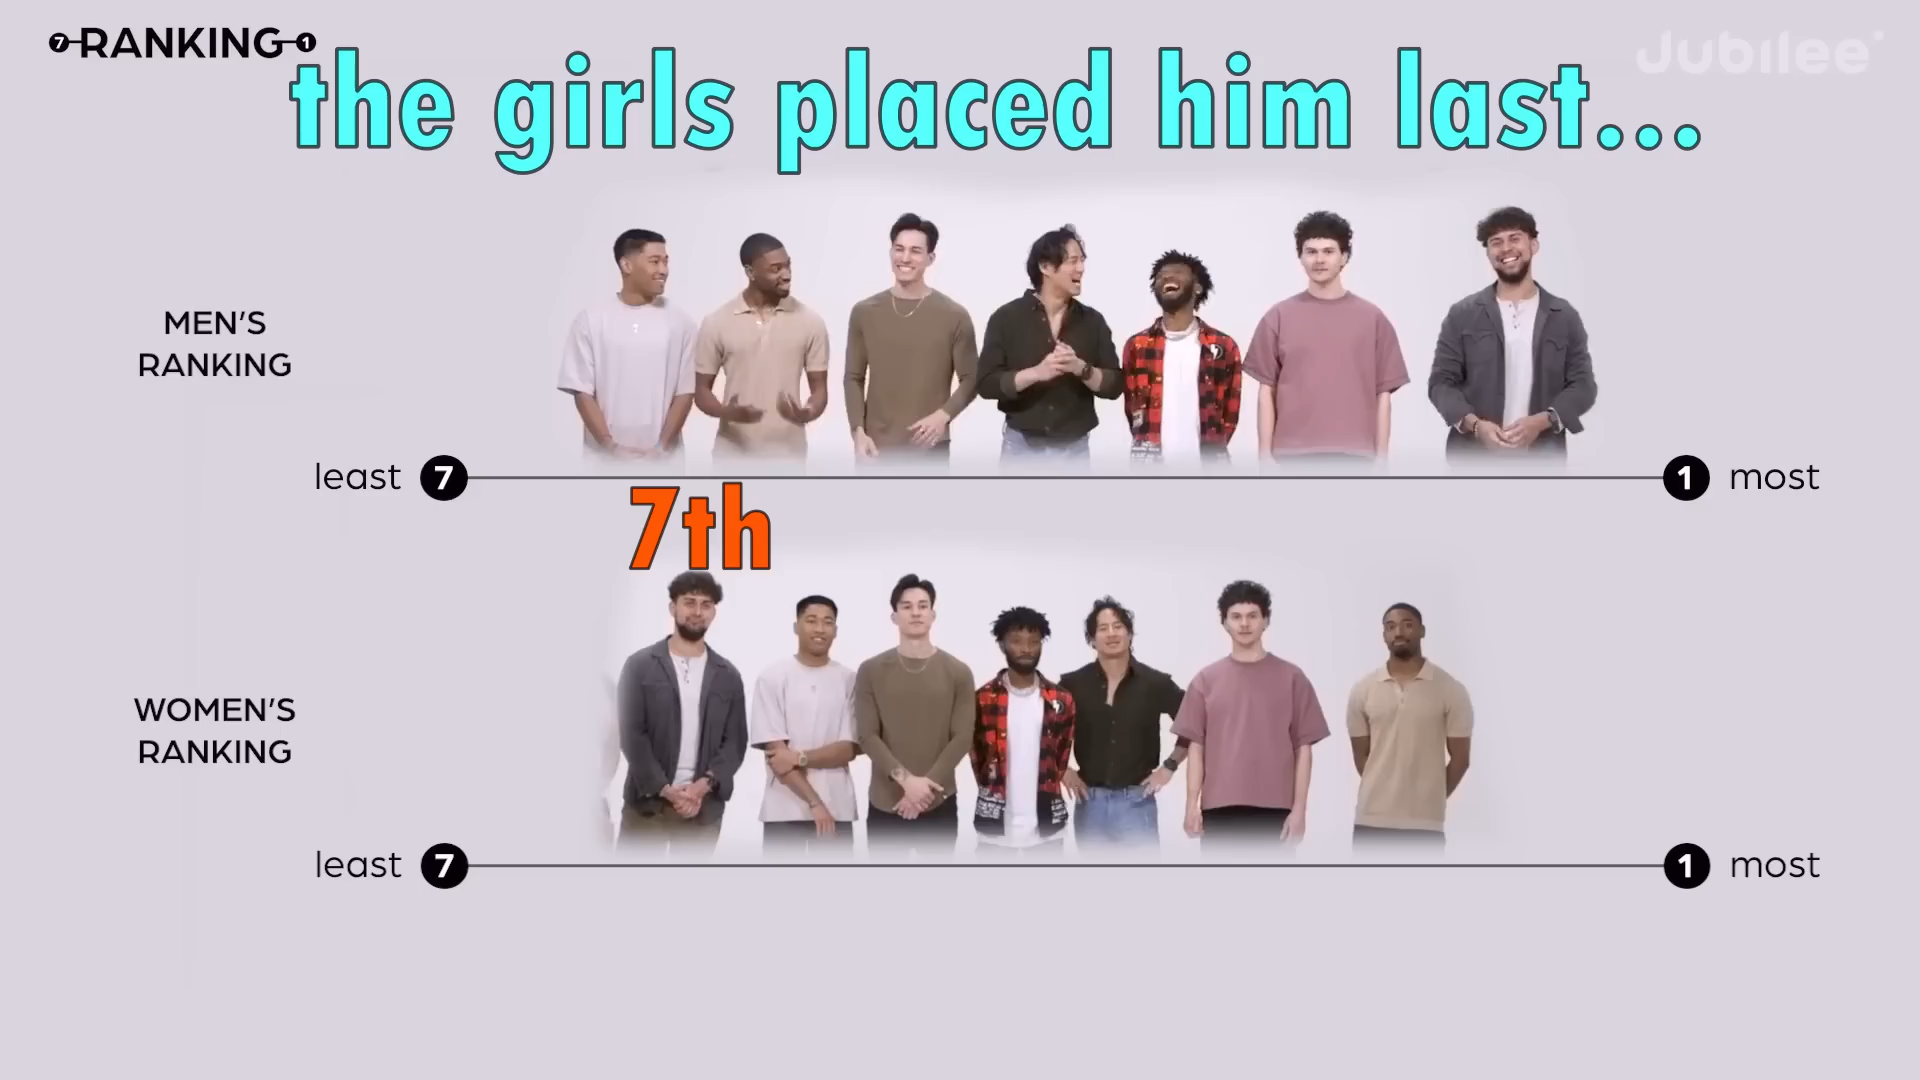 7 RANKING 1
Jubilee
the girls placed him last...
MEN'S
RANKING
least 7
1 most
7th
WOMEN'S
RANKING
least 7
1 most